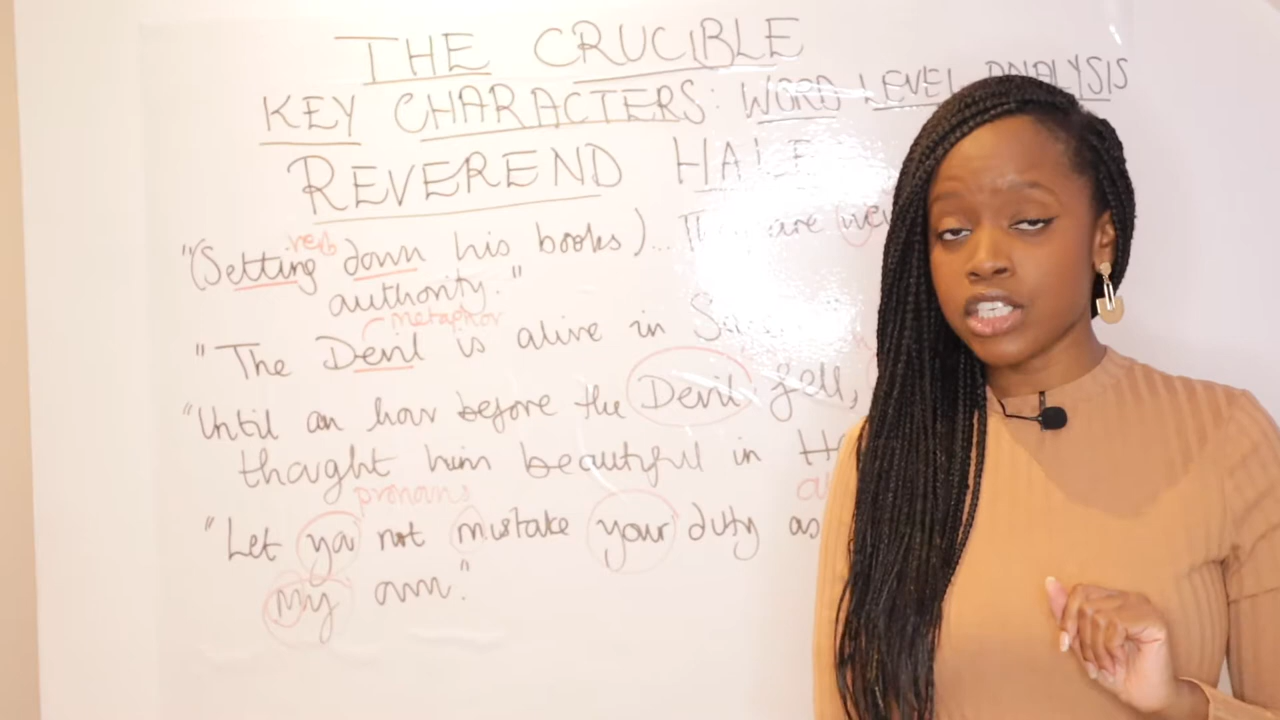 THE CRUCIBLE
KEY CHARACTERS: WORD LEVEL ANALYSIS
REVEREND HALE
verb
"(Setting down his books)... They are
authority."
metaphor
"The Devil is alive in
"Until an hour before the Devil fell,
thought him beautiful in
pronouns
"Let you not mistake your duty as
my own."